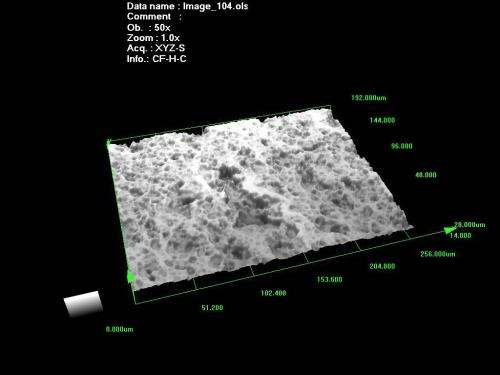 Data name : Image_104.ols
Comment :
Ob. : 50x
Zoom : 1.0x
Acq. : XYZ-S
Info.: CF-H-C
192.000um
144.000
96.000
48.000
28.000um
14.000
256.000um
204.800
153.600
102.400
51.200
0.000um